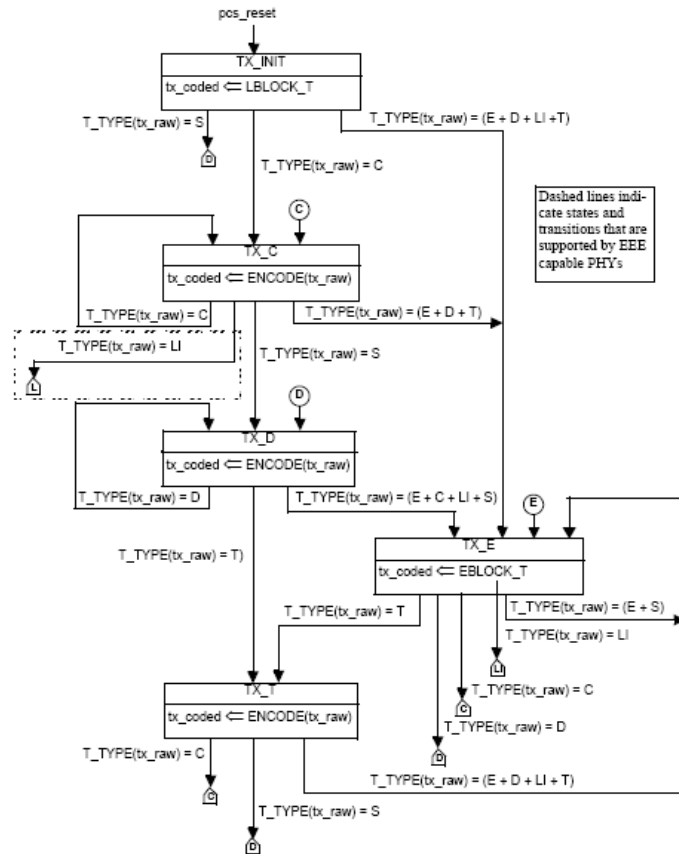 pcs_reset
TX_INIT
tx_coded ⇐ LBLOCK_T
T_TYPE(tx_raw) = S
T_TYPE(tx_raw) = (E + D + LI +T)
D
T_TYPE(tx_raw) = C
Dashed lines indi-
cate states and
transitions that are
supported by EEE
capable PHYs
C
TX_C
tx_coded ⇐ ENCODE(tx_raw)
T_TYPE(tx_raw) = C
T_TYPE(tx_raw) = (E + D + T)
T_TYPE(tx_raw) = LI
T_TYPE(tx_raw) = S
L
D
TX_D
tx_coded ⇐ ENCODE(tx_raw)
T_TYPE(tx_raw) = D
T_TYPE(tx_raw) = (E + C + LI + S)
E
T_TYPE(tx_raw) = T)
TX_E
tx_coded ⇐ EBLOCK_T
T_TYPE(tx_raw) = T
T_TYPE(tx_raw) = (E + S)
T_TYPE(tx_raw) = LI
LI
T_TYPE(tx_raw) = C
C
T_TYPE(tx_raw) = D
D
TX_T
tx_coded ⇐ ENCODE(tx_raw)
T_TYPE(tx_raw) = C
T_TYPE(tx_raw) = (E + D + LI + T)
C
T_TYPE(tx_raw) = S
D